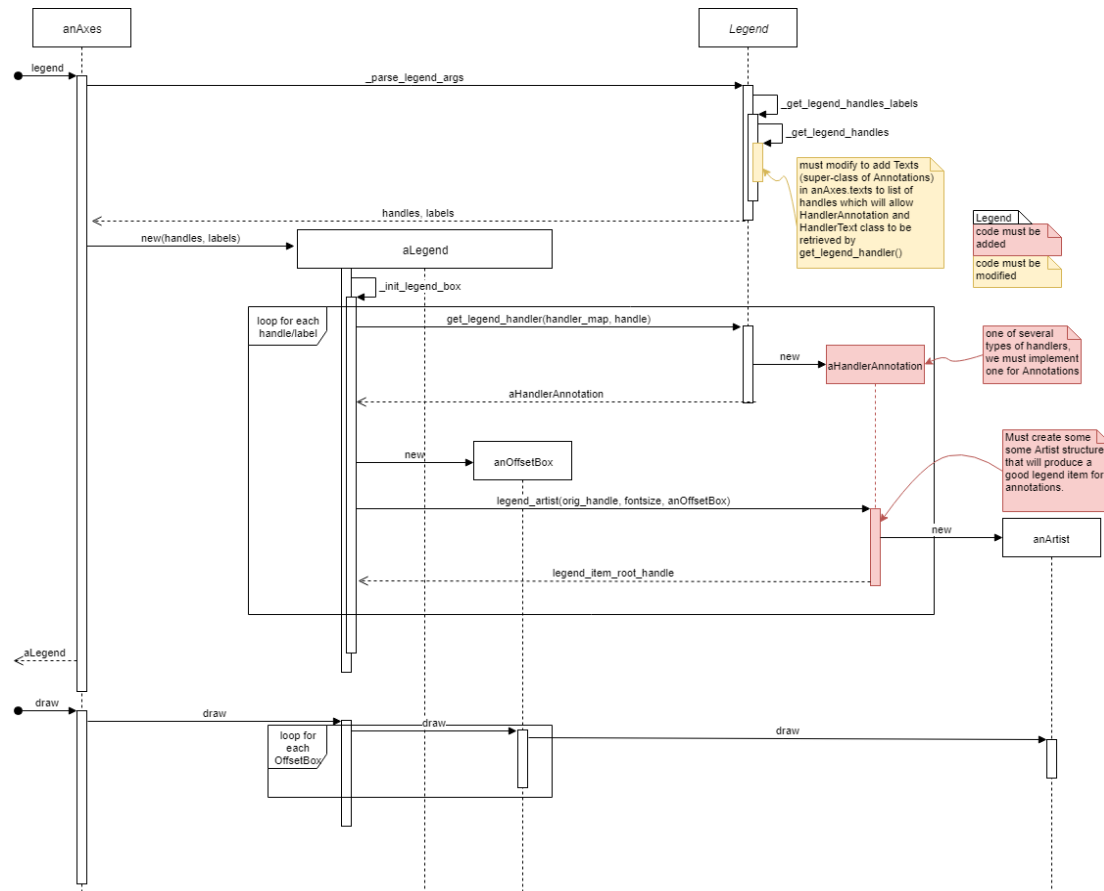 anAxes
Legend
legend
_parse_legend_args
_get_legend_handles_labels
_get_legend_handles
must modify to add Texts
(super-class of Annotations)
in anAxes.texts to list of
handles which will allow
HandlerAnnotation and
HandlerText class to be
retrieved by
get_legend_handler()
Legend
code must be
added
code must be
modified
handles, labels
new(handles, labels)
aLegend
_init_legend_box
loop for each
handle/label
get_legend_handler(handler_map, handle)
one of several
types of handlers,
we must implement
one for Annotations
new
aHandlerAnnotation
aHandlerAnnotation
Must create some
some Artist structure
that will produce a
good legend item for
annotations.
new
anOffsetBox
legend_artist(orig_handle, fontsize, anOffsetBox)
new
anArtist
legend_item_root_handle
aLegend
draw
draw
draw
draw
loop for
each
OffsetBox